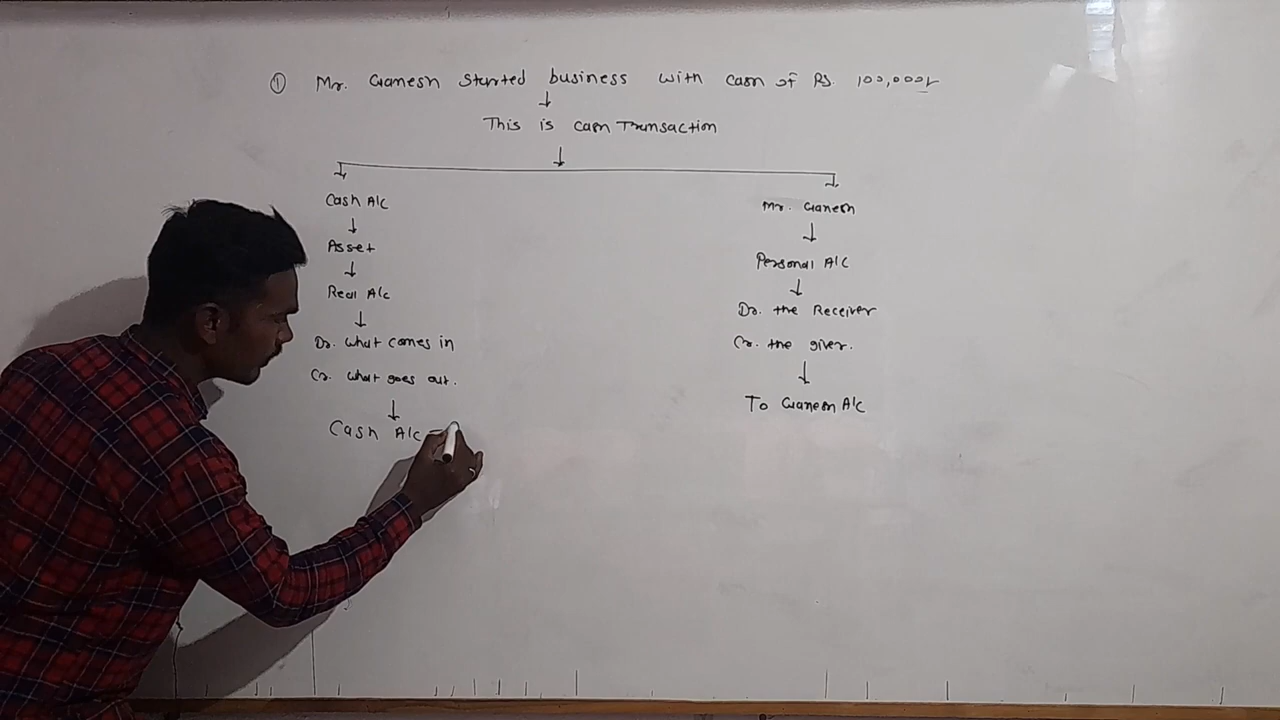 ① Mr. Ganesh Started business with cash of Rs. 100,000/-
↓
This is cash Transaction
↓
Cash A/c
↓
Asset
↓
Real A/c
↓
Dr. what comes in
Cr. what goes out.
↓
Cash A/c
Mr. Ganesh
↓
Personal A/c
↓
Dr. the Receiver
Cr. the giver.
↓
To Ganesh A/c